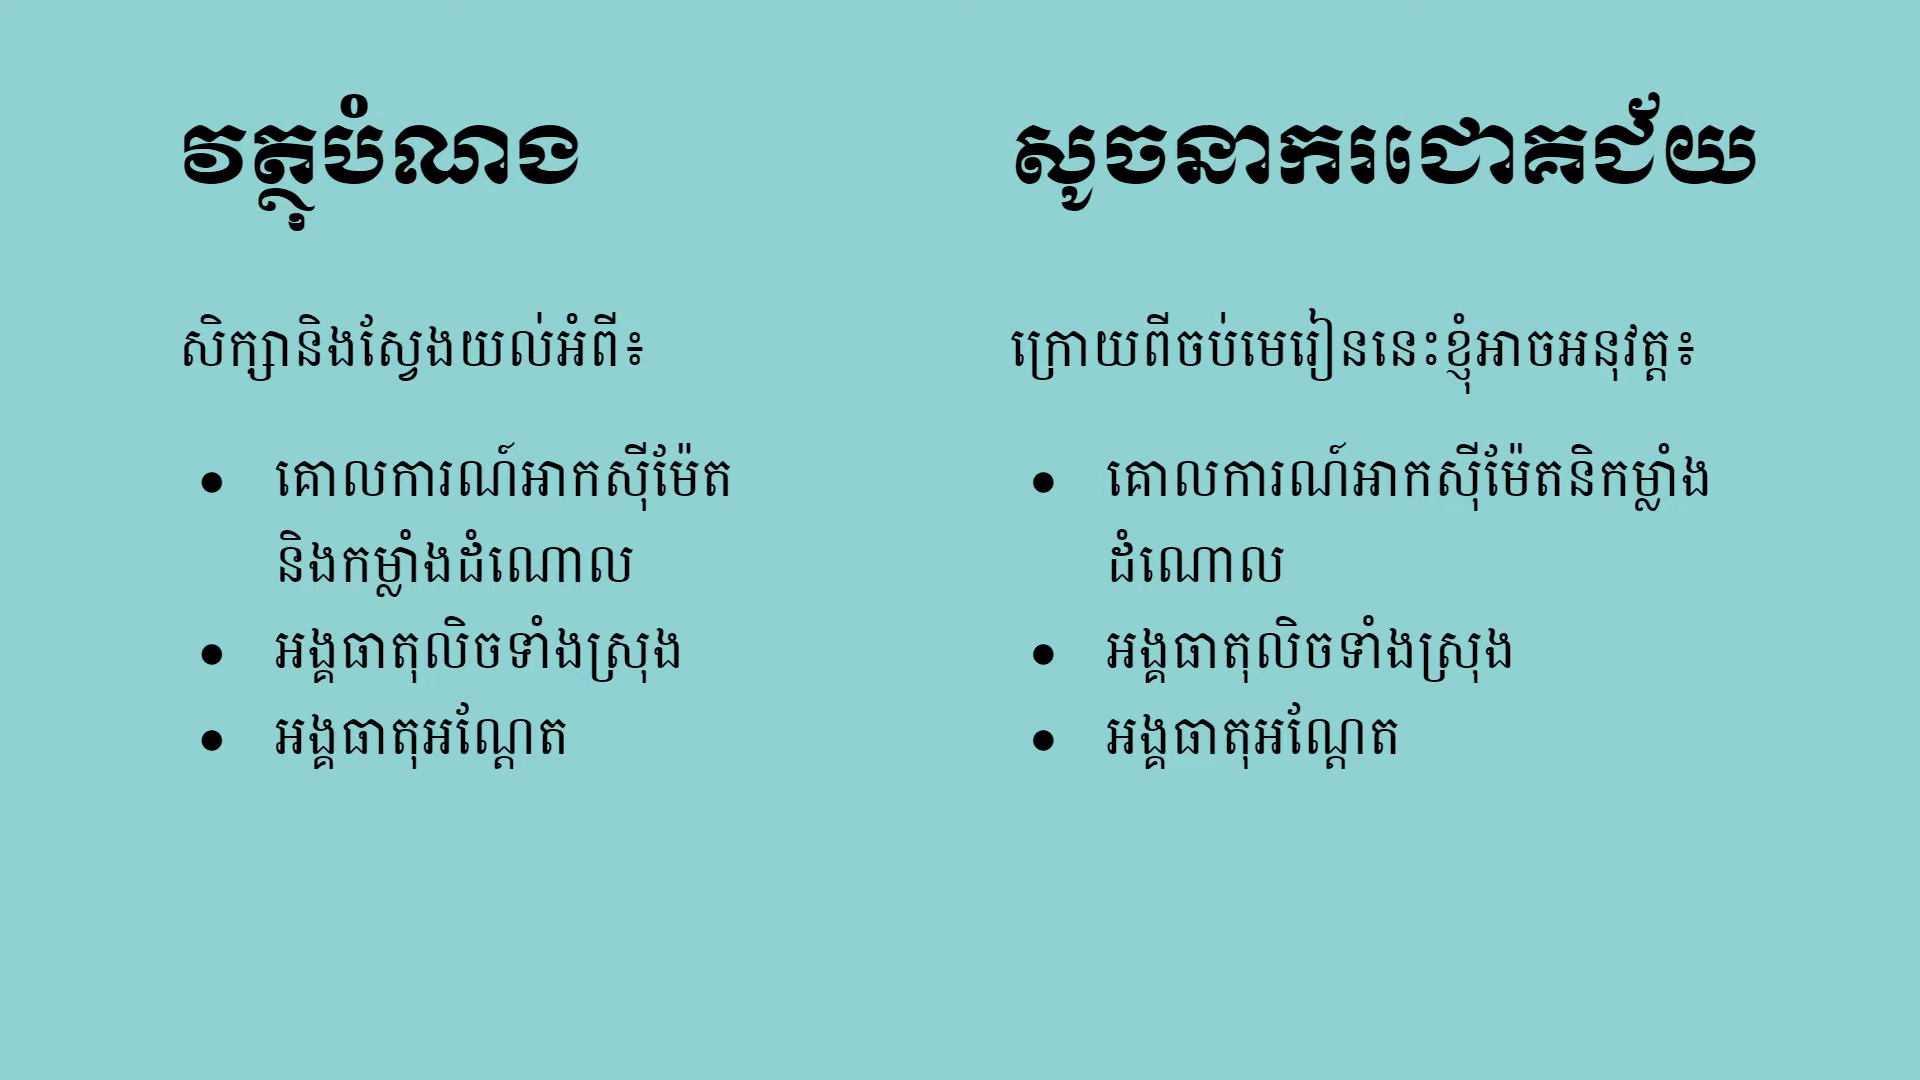 វត្ថុបំណង
សិក្សានិងស្វែងយល់អំពី៖
● គោលការណ៍អាកស៊ីម៉ែត
និងកម្លាំងដំណោល
● អង្គធាតុលិចទាំងស្រុង
● អង្គធាតុអណ្ដែត
សូចនាករជោគជ័យ
ក្រោយពីចប់មេរៀននេះខ្ញុំអាចអនុវត្ត៖
● គោលការណ៍អាកស៊ីម៉ែតនិកម្លាំង
ដំណោល
● អង្គធាតុលិចទាំងស្រុង
● អង្គធាតុអណ្ដែត